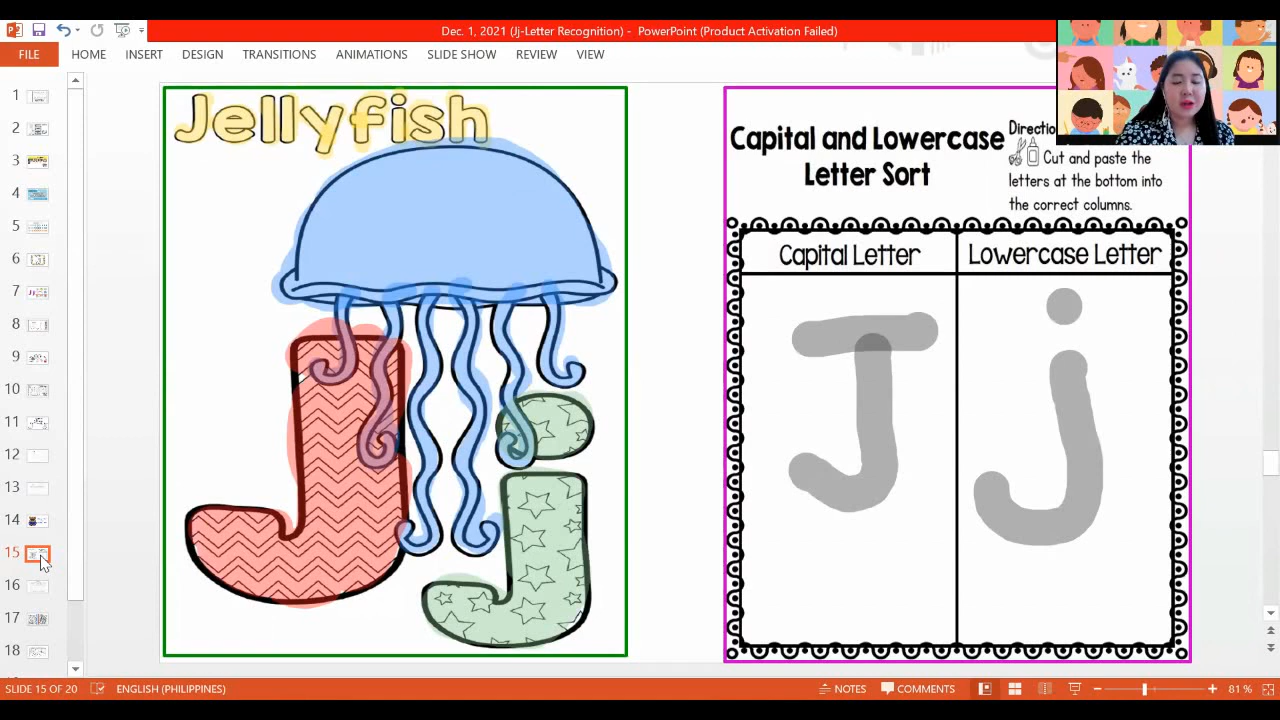 Dec. 1, 2021 (Jj-Letter Recognition) - PowerPoint (Product Activation Failed)
FILE HOME INSERT DESIGN TRANSITIONS ANIMATIONS SLIDE SHOW REVIEW VIEW
1
2
3
4
5
6
7
8
9
10
11
12
13
14
15
16
17
18
Jellyfish
J j
Capital and Lowercase
Letter Sort
Cut and paste the
letters at the bottom into
the correct columns.
Capital Letter Lowercase Letter
J j
SLIDE 15 OF 20 ENGLISH (PHILIPPINES) NOTES COMMENTS 81 %